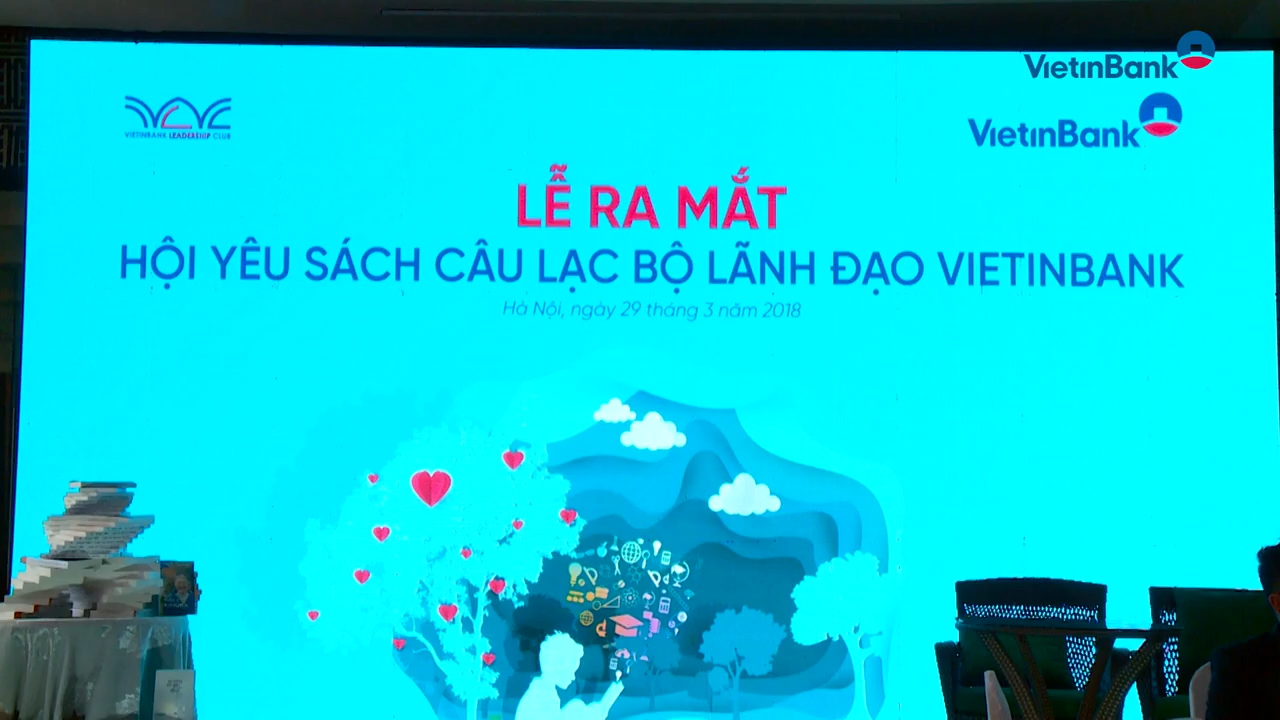 VietinBank
VIETINBANK LEADERSHIP CLUB
VietinBank
LỄ RA MẮT
HỘI YÊU SÁCH CÂU LẠC BỘ LÃNH ĐẠO VIETINBANK
Hà Nội, ngày 29 tháng 3 năm 2018